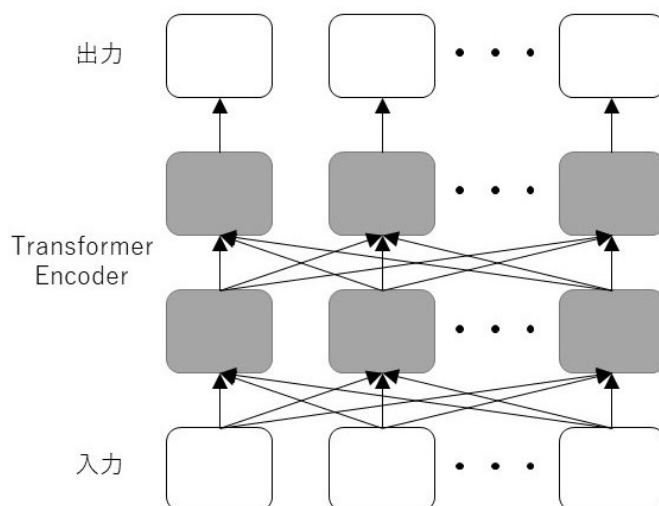 出力
Transformer
Encoder
入力